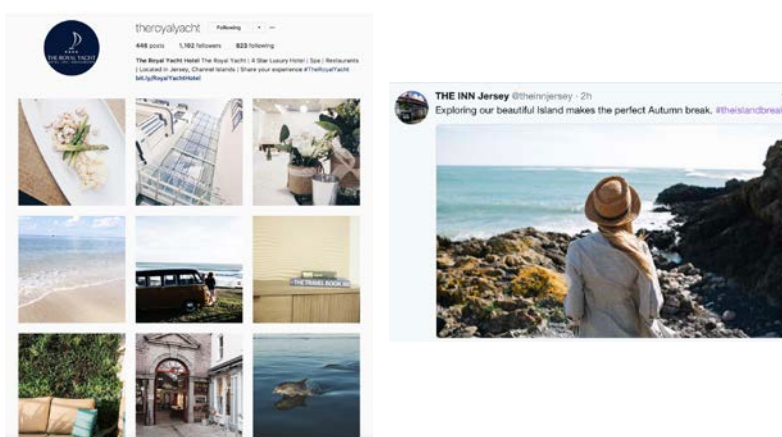 theroyalyacht Following
446 posts 1,102 followers 823 following
The Royal Yacht Hotel The Royal Yacht | 4 Star Luxury Hotel | Spa | Restaurants
| Located in Jersey, Channel Islands | Share your experience #TheRoyalYacht
bit.ly/RoyalYachtHotel
THE ROYAL YACHT
THE TRAVEL BOOK
THE INN Jersey @theinnjersey · 2h
Exploring our beautiful Island makes the perfect Autumn break. #theislandbreak